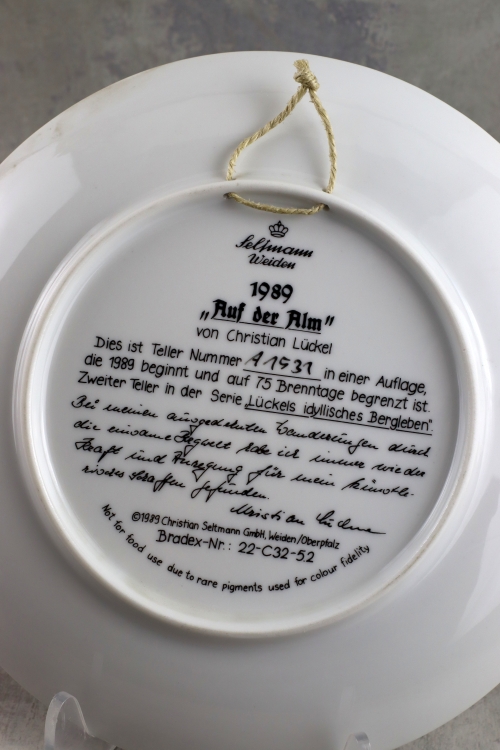 Seltmann
Weiden
1989
„Auf der Alm"
von Christian Lückel
Dies ist Teller Nummer A 1531 in einer Auflage,
die 1989 beginnt und auf 75 Brenntage begrenzt ist.
Zweiter Teller in der Serie „Lückels idyllisches Bergleben".
Bei meinen ausgedehnten Wanderungen durch
die einsame Bergwelt habe ich immer wieder
Kraft und Anregung für mein künstle-
risches Schaffen gefunden.
Christian Lückel
©1989 Christian Seltmann GmbH, Weiden/Oberpfalz
Bradex-Nr.: 22-C32-5.2
Not for food use due to rare pigments used for colour fidelity